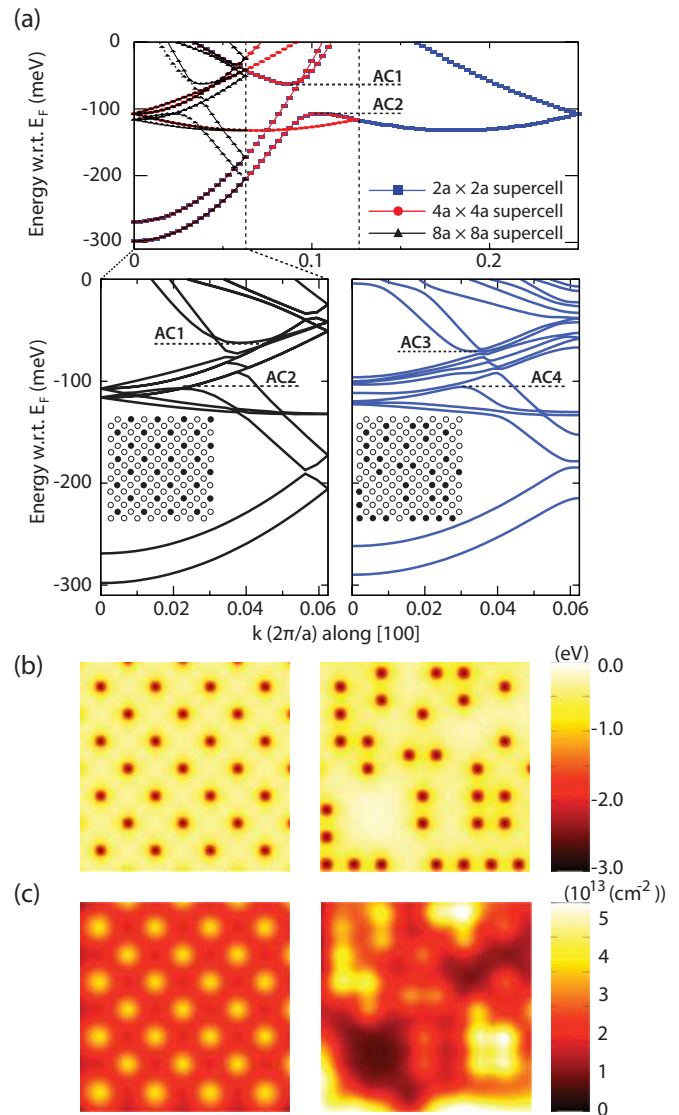 (a)
0
-100
-200
-300
Energy w.r.t. E_F (meV)
AC1
AC2
2a × 2a supercell
4a × 4a supercell
8a × 8a supercell
0
0.1
0.2
0
-100
-200
-300
Energy w.r.t. E_F (meV)
AC1
AC2
AC3
AC4
0
0.02
0.04
0.06
0
0.02
0.04
0.06
k (2π/a) along [100]
(b)
(eV)
0.0
-1.0
-2.0
-3.0
(c)
(10^13 (cm^-2))
5
4
3
2
1
0